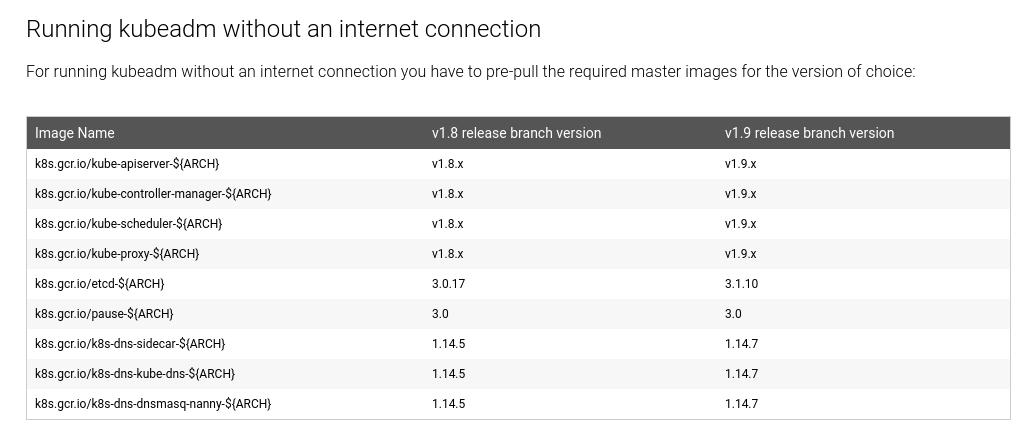 Running kubeadm without an internet connection
For running kubeadm without an internet connection you have to pre-pull the required master images for the version of choice:
Image Name v1.8 release branch version v1.9 release branch version
k8s.gcr.io/kube-apiserver-${ARCH} v1.8.x v1.9.x
k8s.gcr.io/kube-controller-manager-${ARCH} v1.8.x v1.9.x
k8s.gcr.io/kube-scheduler-${ARCH} v1.8.x v1.9.x
k8s.gcr.io/kube-proxy-${ARCH} v1.8.x v1.9.x
k8s.gcr.io/etcd-${ARCH} 3.0.17 3.1.10
k8s.gcr.io/pause-${ARCH} 3.0 3.0
k8s.gcr.io/k8s-dns-sidecar-${ARCH} 1.14.5 1.14.7
k8s.gcr.io/k8s-dns-kube-dns-${ARCH} 1.14.5 1.14.7
k8s.gcr.io/k8s-dns-dnsmasq-nanny-${ARCH} 1.14.5 1.14.7